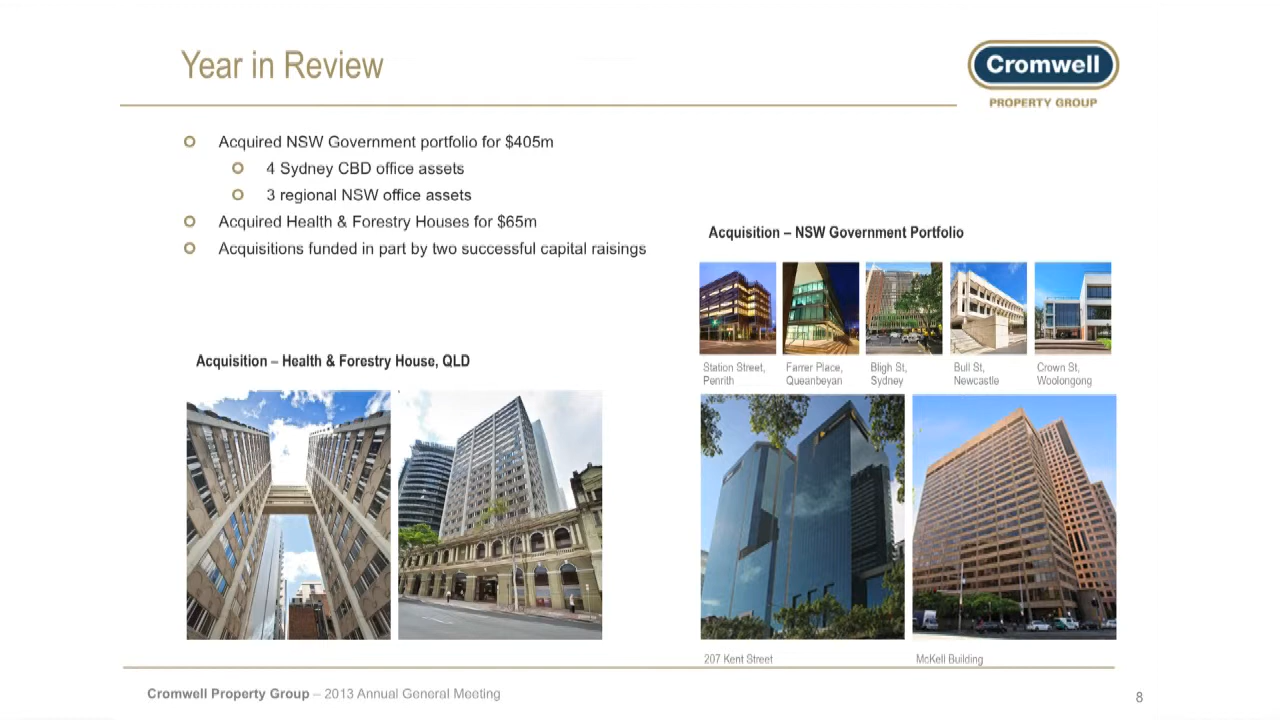 Year in Review
Cromwell
PROPERTY GROUP
Acquired NSW Government portfolio for $405m
4 Sydney CBD office assets
3 regional NSW office assets
Acquired Health & Forestry Houses for $65m
Acquisitions funded in part by two successful capital raisings
Acquisition – Health & Forestry House, QLD
Acquisition – NSW Government Portfolio
Station Street,
Penrith
Farrer Place,
Queanbeyan
Bligh St,
Sydney
Bull St,
Newcastle
Crown St,
Woolongong
207 Kent Street
McKell Building
Cromwell Property Group – 2013 Annual General Meeting
8